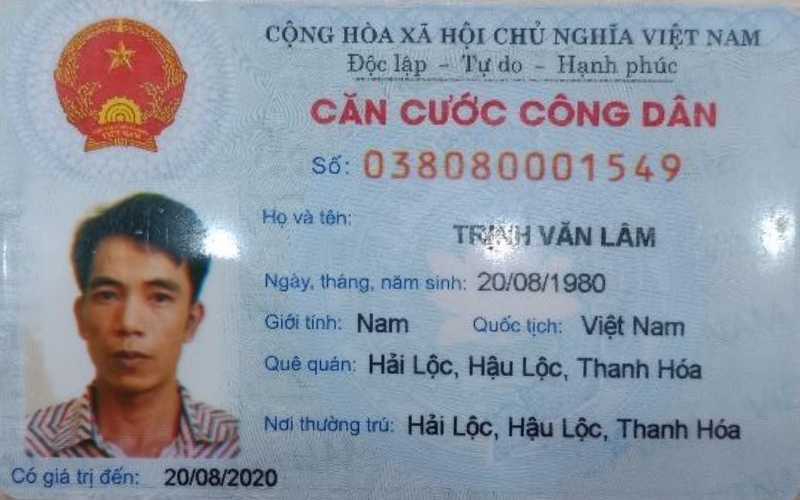 CỘNG HÒA XÃ HỘI CHỦ NGHĨA VIỆT NAM
Độc lập - Tự do - Hạnh phúc
CĂN CƯỚC CÔNG DÂN
Số: 038080001549
Họ và tên:
TRỊNH VĂN LÂM
Ngày, tháng, năm sinh: 20/08/1980
Giới tính: Nam Quốc tịch: Việt Nam
Quê quán: Hải Lộc, Hậu Lộc, Thanh Hóa
Nơi thường trú: Hải Lộc, Hậu Lộc, Thanh Hóa
Có giá trị đến: 20/08/2020